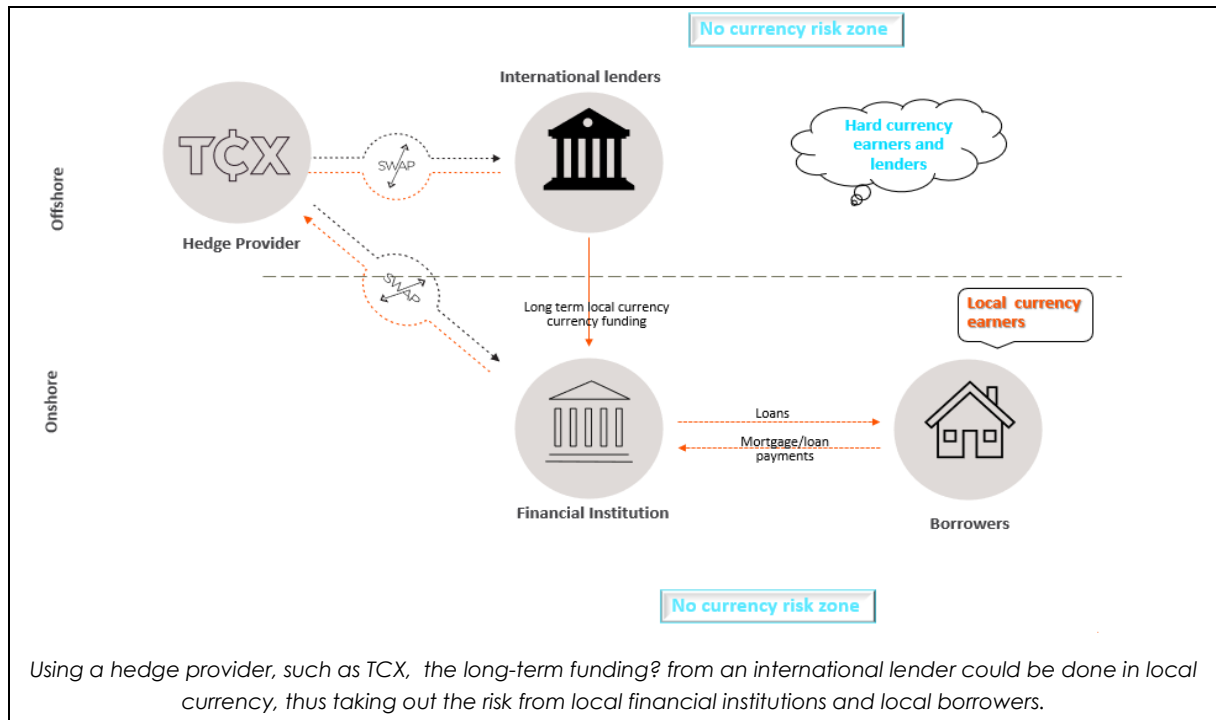 No currency risk zone
International lenders
Hard currency
earners and
lenders
TCX
SWAP
Offshore
Hedge Provider
SWAP
Long term local currency
currency funding
Local currency
earners
Onshore
Loans
Mortgage/loan
payments
Financial Institution
Borrowers
No currency risk zone
Using a hedge provider, such as TCX, the long-term funding? from an international lender could be done in local
currency, thus taking out the risk from local financial institutions and local borrowers.